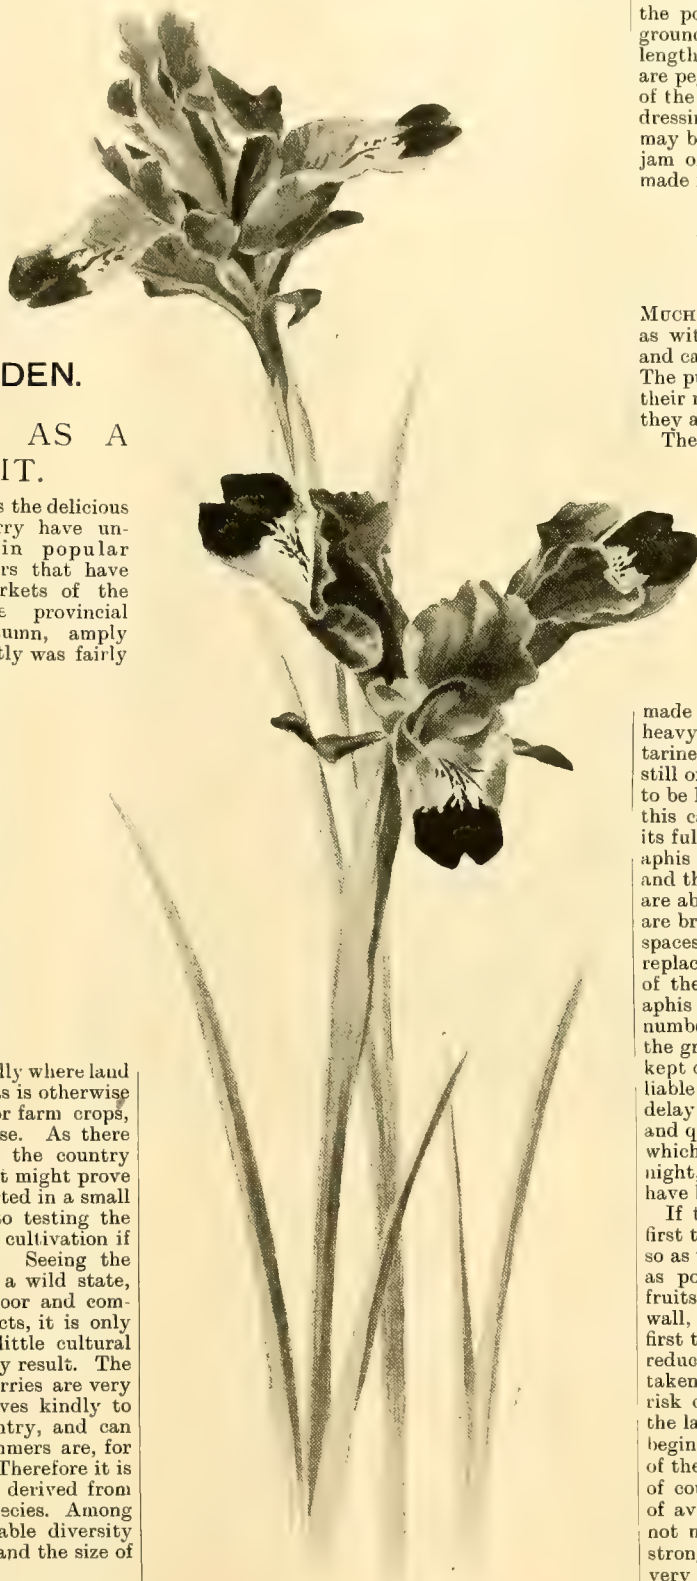 DEN.
AS A
IT.
s the delicious
rry have un-
in popular
rs that have
rkets of the
provincial
umn, amply
tly was fairly
lly where land
as is otherwise
or farm crops,
se. As there
the country
t might prove
ted in a small
to testing the
cultivation if
Seeing the
a wild state,
oor and com-
cts, it is only
little cultural
y result. The
rries are very
ves kindly to
ntry, and can
mmers are, for
Therefore it is
derived from
ecies. Among
able diversity
and the size of
the po
ground
length
are pe
of the
dressin
may b
jam o
made
MUCH
as wit
and ca
The pu
their r
they a
The
made
heavy
tarine
still o
to be l
this ca
its ful
aphis
and th
are ab
are br
spaces
replac
of the
aphis
numbe
the gr
kept o
liable
delay
and q
which
night,
have l
If t
first t
so as
as po
fruits
wall,
first t
reduc
taken
risk o
the la
begin
of the
of cou
of av
not n
stron
very